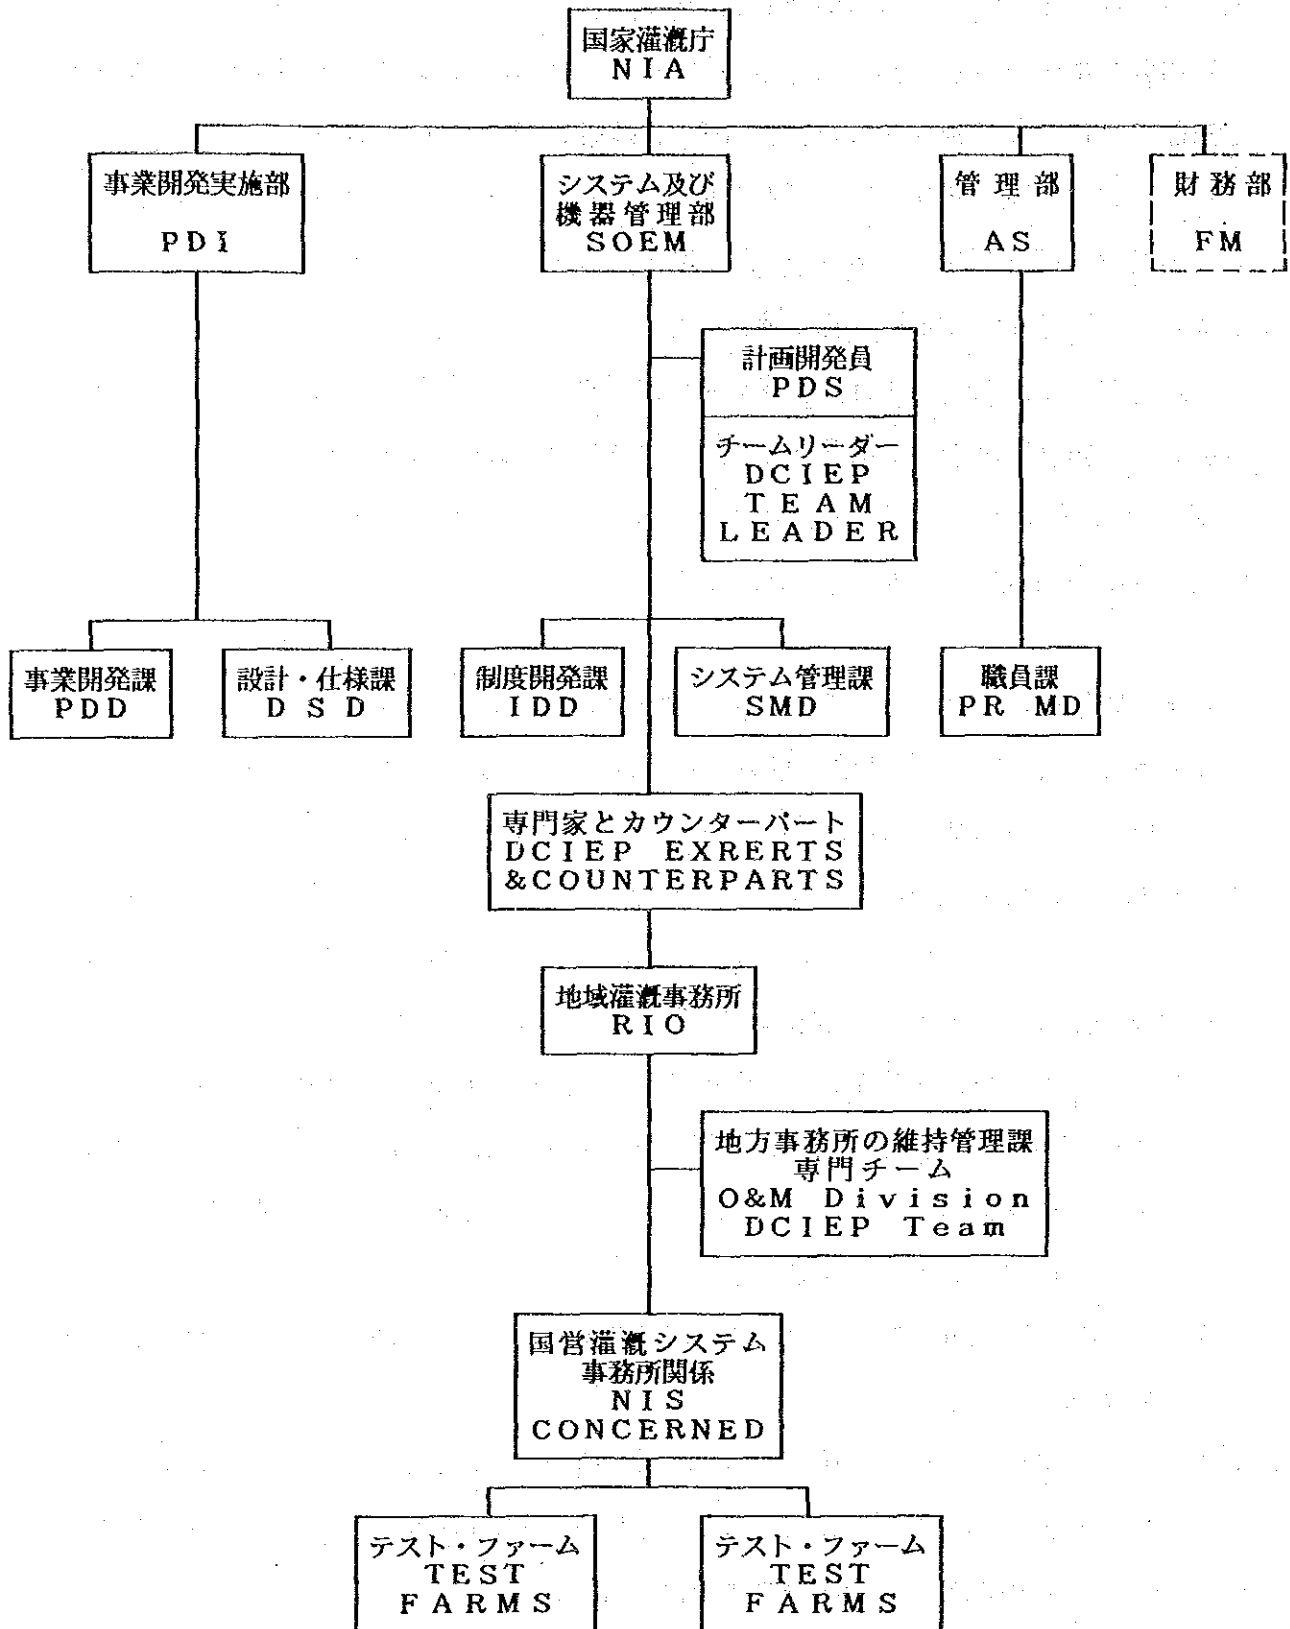 国家灌漑庁
NIA
事業開発実施部
PDI
システム及び
機器管理部
SOEM
管理部
AS
財務部
FM
計画開発員
PDS
チームリーダー
DCIEP
TEAM
LEADER
事業開発課
PDD
設計・仕様課
DSD
制度開発課
IDD
システム管理課
SMD
職員課
PR MD
専門家とカウンターパート
DCIEP EXRERTS
&COUNTERPARTS
地域灌漑事務所
RIO
地方事務所の維持管理課
専門チーム
O&M Division
DCIEP Team
国営灌漑システム
事務所関係
NIS
CONCERNED
テスト・ファーム
TEST
FARMS
テスト・ファーム
TEST
FARMS